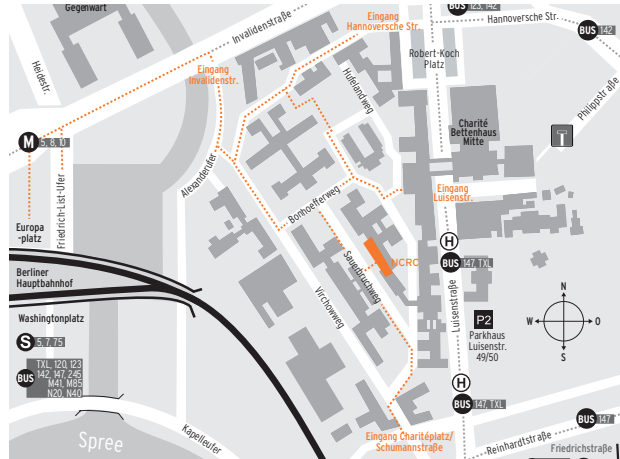 Gegenwart
Invalidenstraße
Eingang
Hannoversche Str.
BUS 123, 142
Hannoversche Str.
BUS 142
Heidestr.
Eingang
Invalidenstr.
Robert-Koch
Platz
Hufelandweg
Philippstraße
Charité
Bettenhaus
Mitte
T
M 5, 8, 10
Alexanderufer
Eingang
Luisenstr.
Friedrich-List-Ufer
Europa
-platz
Bonhoefferweg
H
BUS 147, TXL
NCRC
Sauerbruchweg
Berliner
Hauptbahnhof
Virchowweg
Luisenstraße
N
W O
S
P2
Parkhaus
Luisenstr.
49/50
Washingtonplatz
S 5, 7, 75
BUS
TXL, 120, 123
142, 147, 245
M41, M85
N20, N40
H
BUS 147, TXL
BUS 147
Spree
Kapelleufer
Eingang Charitéplatz/
Schumannstraße
Reinhardtstraße
Friedrichstraße